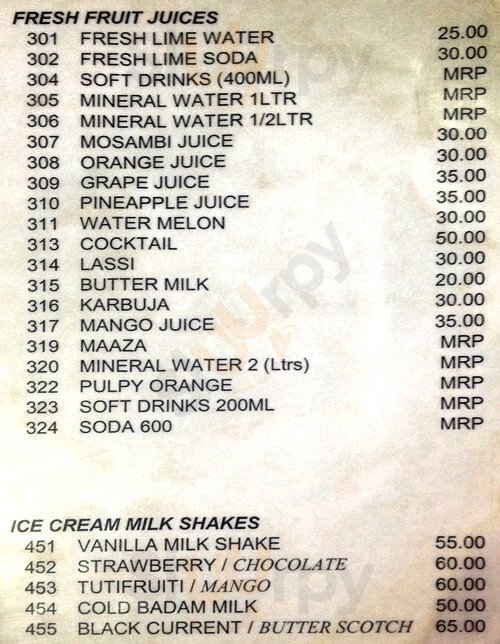 FRESH FRUIT JUICES
301 FRESH LIME WATER 25.00
302 FRESH LIME SODA 30.00
304 SOFT DRINKS (400ML) MRP
305 MINERAL WATER 1LTR MRP
306 MINERAL WATER 1/2LTR MRP
307 MOSAMBI JUICE 30.00
308 ORANGE JUICE 30.00
309 GRAPE JUICE 35.00
310 PINEAPPLE JUICE 35.00
311 WATER MELON 30.00
313 COCKTAIL 50.00
314 LASSI 30.00
315 BUTTER MILK 20.00
316 KARBUJA 30.00
317 MANGO JUICE 35.00
319 MAAZA MRP
320 MINERAL WATER 2 (Ltrs) MRP
322 PULPY ORANGE MRP
323 SOFT DRINKS 200ML MRP
324 SODA 600 MRP
ICE CREAM MILK SHAKES
451 VANILLA MILK SHAKE 55.00
452 STRAWBERRY / CHOCOLATE 60.00
453 TUTIFRUITI / MANGO 60.00
454 COLD BADAM MILK 50.00
455 BLACK CURRENT / BUTTER SCOTCH 65.00